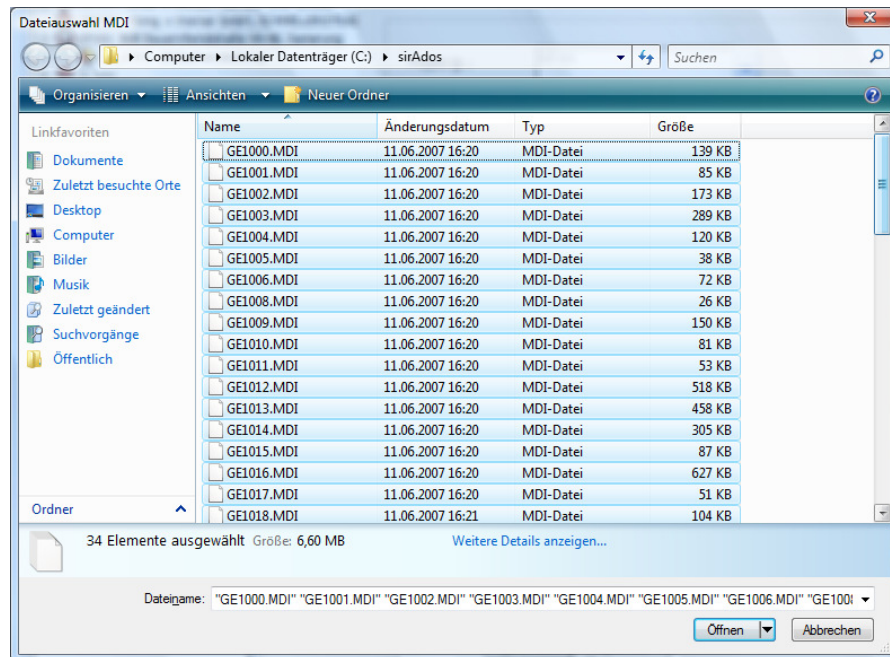 Dateiauswahl MDI
Computer Lokaler Datenträger (C:) sirAdos Suchen
Organisieren Ansichten Neuer Ordner
Linkfavoriten
Dokumente
Zuletzt besuchte Orte
Desktop
Computer
Bilder
Musik
Zuletzt geändert
Suchvorgänge
Öffentlich
Ordner
Name Änderungsdatum Typ Größe
GE1000.MDI 11.06.2007 16:20 MDI-Datei 139 KB
GE1001.MDI 11.06.2007 16:20 MDI-Datei 85 KB
GE1002.MDI 11.06.2007 16:20 MDI-Datei 173 KB
GE1003.MDI 11.06.2007 16:20 MDI-Datei 289 KB
GE1004.MDI 11.06.2007 16:20 MDI-Datei 120 KB
GE1005.MDI 11.06.2007 16:20 MDI-Datei 38 KB
GE1006.MDI 11.06.2007 16:20 MDI-Datei 72 KB
GE1008.MDI 11.06.2007 16:20 MDI-Datei 26 KB
GE1009.MDI 11.06.2007 16:20 MDI-Datei 150 KB
GE1010.MDI 11.06.2007 16:20 MDI-Datei 81 KB
GE1011.MDI 11.06.2007 16:20 MDI-Datei 53 KB
GE1012.MDI 11.06.2007 16:20 MDI-Datei 518 KB
GE1013.MDI 11.06.2007 16:20 MDI-Datei 458 KB
GE1014.MDI 11.06.2007 16:20 MDI-Datei 305 KB
GE1015.MDI 11.06.2007 16:20 MDI-Datei 87 KB
GE1016.MDI 11.06.2007 16:20 MDI-Datei 627 KB
GE1017.MDI 11.06.2007 16:20 MDI-Datei 51 KB
GE1018.MDI 11.06.2007 16:21 MDI-Datei 104 KB
34 Elemente ausgewählt Größe: 6,60 MB Weitere Details anzeigen...
Dateiname: "GE1000.MDI" "GE1001.MDI" "GE1002.MDI" "GE1003.MDI" "GE1004.MDI" "GE1005.MDI" "GE1006.MDI" "GE100
Öffnen Abbrechen